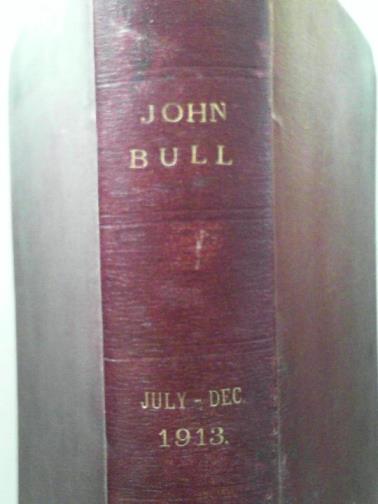 JOHN
BULL
JULY - DEC.
1913.